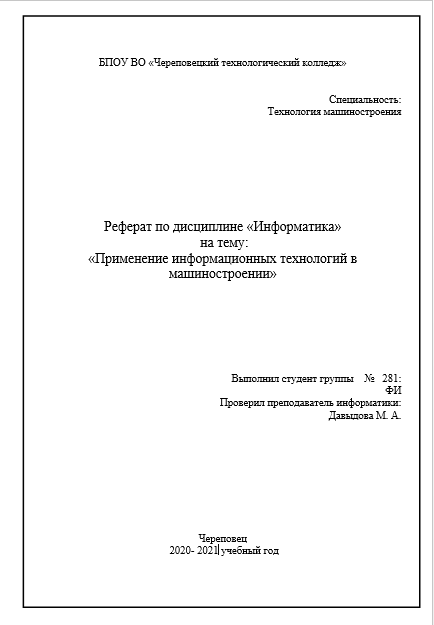 БПОУ ВО «Череповецкий технологический колледж»
Специальность:
Технология машиностроения
Реферат по дисциплине «Информатика»
на тему:
«Применение информационных технологий в
машиностроении»
Выполнил студент группы № 281:
ФИ
Проверил преподаватель информатики:
Давыдова М. А.
Череповец
2020- 2021 учебный год